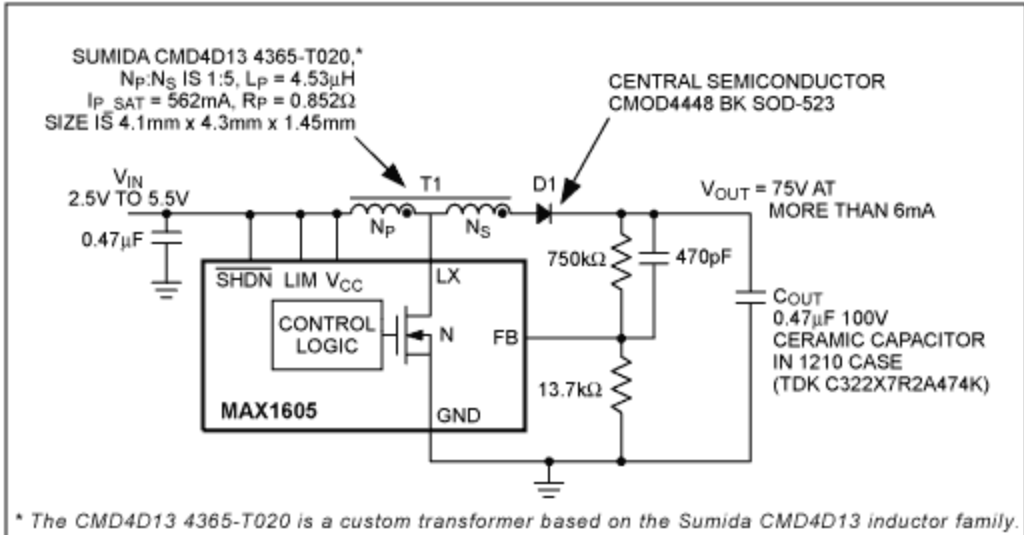 SUMIDA CMD4D13 4365-T020,*
NP:NS IS 1:5, LP = 4.53μH
IP_SAT = 562mA, RP = 0.852Ω
SIZE IS 4.1mm x 4.3mm x 1.45mm
CENTRAL SEMICONDUCTOR
CMOD4448 BK SOD-523
VIN
2.5V TO 5.5V
T1
D1
VOUT = 75V AT
MORE THAN 6mA
NP
NS
0.47μF
750kΩ
470pF
SHDN LIM VCC
LX
COUT
0.47μF 100V
CERAMIC CAPACITOR
IN 1210 CASE
(TDK C322X7R2A474K)
CONTROL
LOGIC
N
FB
13.7kΩ
MAX1605
GND
* The CMD4D13 4365-T020 is a custom transformer based on the Sumida CMD4D13 inductor family.